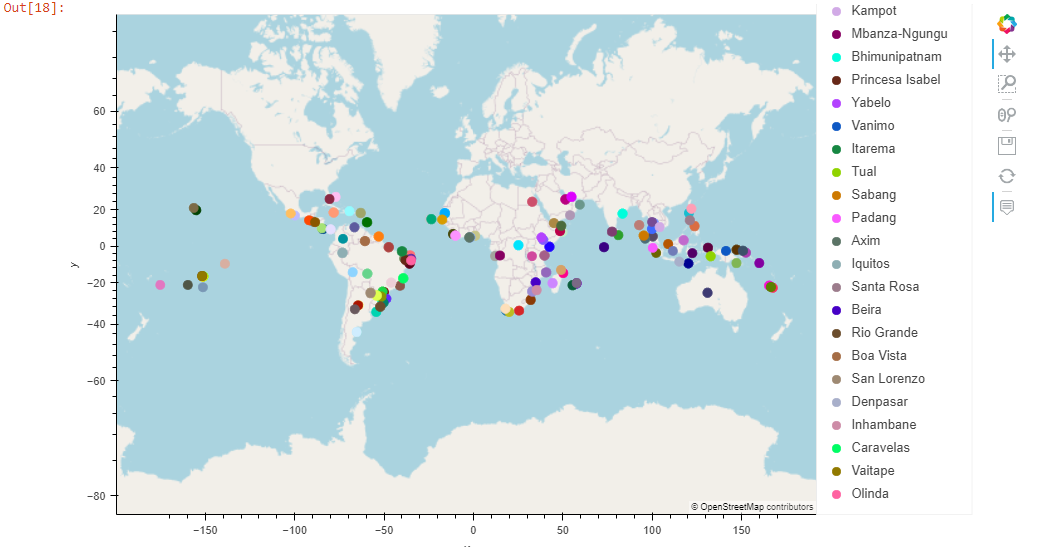 Out[18]:
Kampot
Mbanza-Ngungu
Bhimunipatnam
Princesa Isabel
Yabelo
Vanimo
Itarema
Tual
Sabang
Padang
Axim
Iquitos
Santa Rosa
Beira
Rio Grande
Boa Vista
San Lorenzo
Denpasar
Inhambane
Caravelas
Vaitape
Olinda
60
40
20
0
−20
−40
−60
−80
y
© OpenStreetMap contributors
−150 −100 −50 0 50 100 150